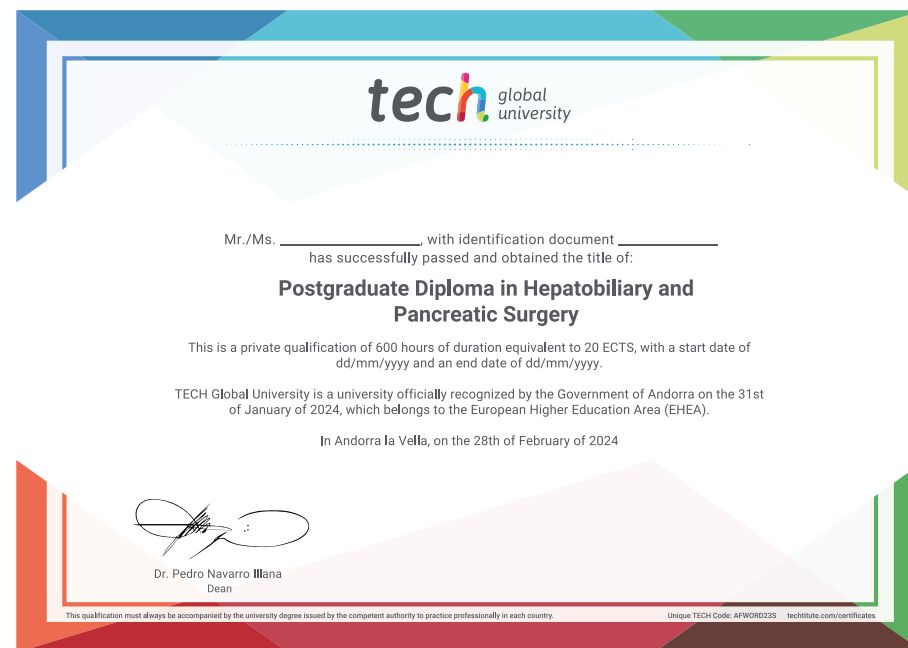 tech global university
Mr./Ms. ____________________, with identification document ______________
has successfully passed and obtained the title of:
Postgraduate Diploma in Hepatobiliary and
Pancreatic Surgery
This is a private qualification of 600 hours of duration equivalent to 20 ECTS, with a start date of
dd/mm/yyyy and an end date of dd/mm/yyyy.
TECH Global University is a university officially recognized by the Government of Andorra on the 31st
of January of 2024, which belongs to the European Higher Education Area (EHEA).
In Andorra la Vella, on the 28th of February of 2024
Dr. Pedro Navarro Illana
Dean
This qualification must always be accompanied by the university degree issued by the competent authority to practice professionally in each country.
Unique TECH Code: AFWORD23S techtitute.com/certificates